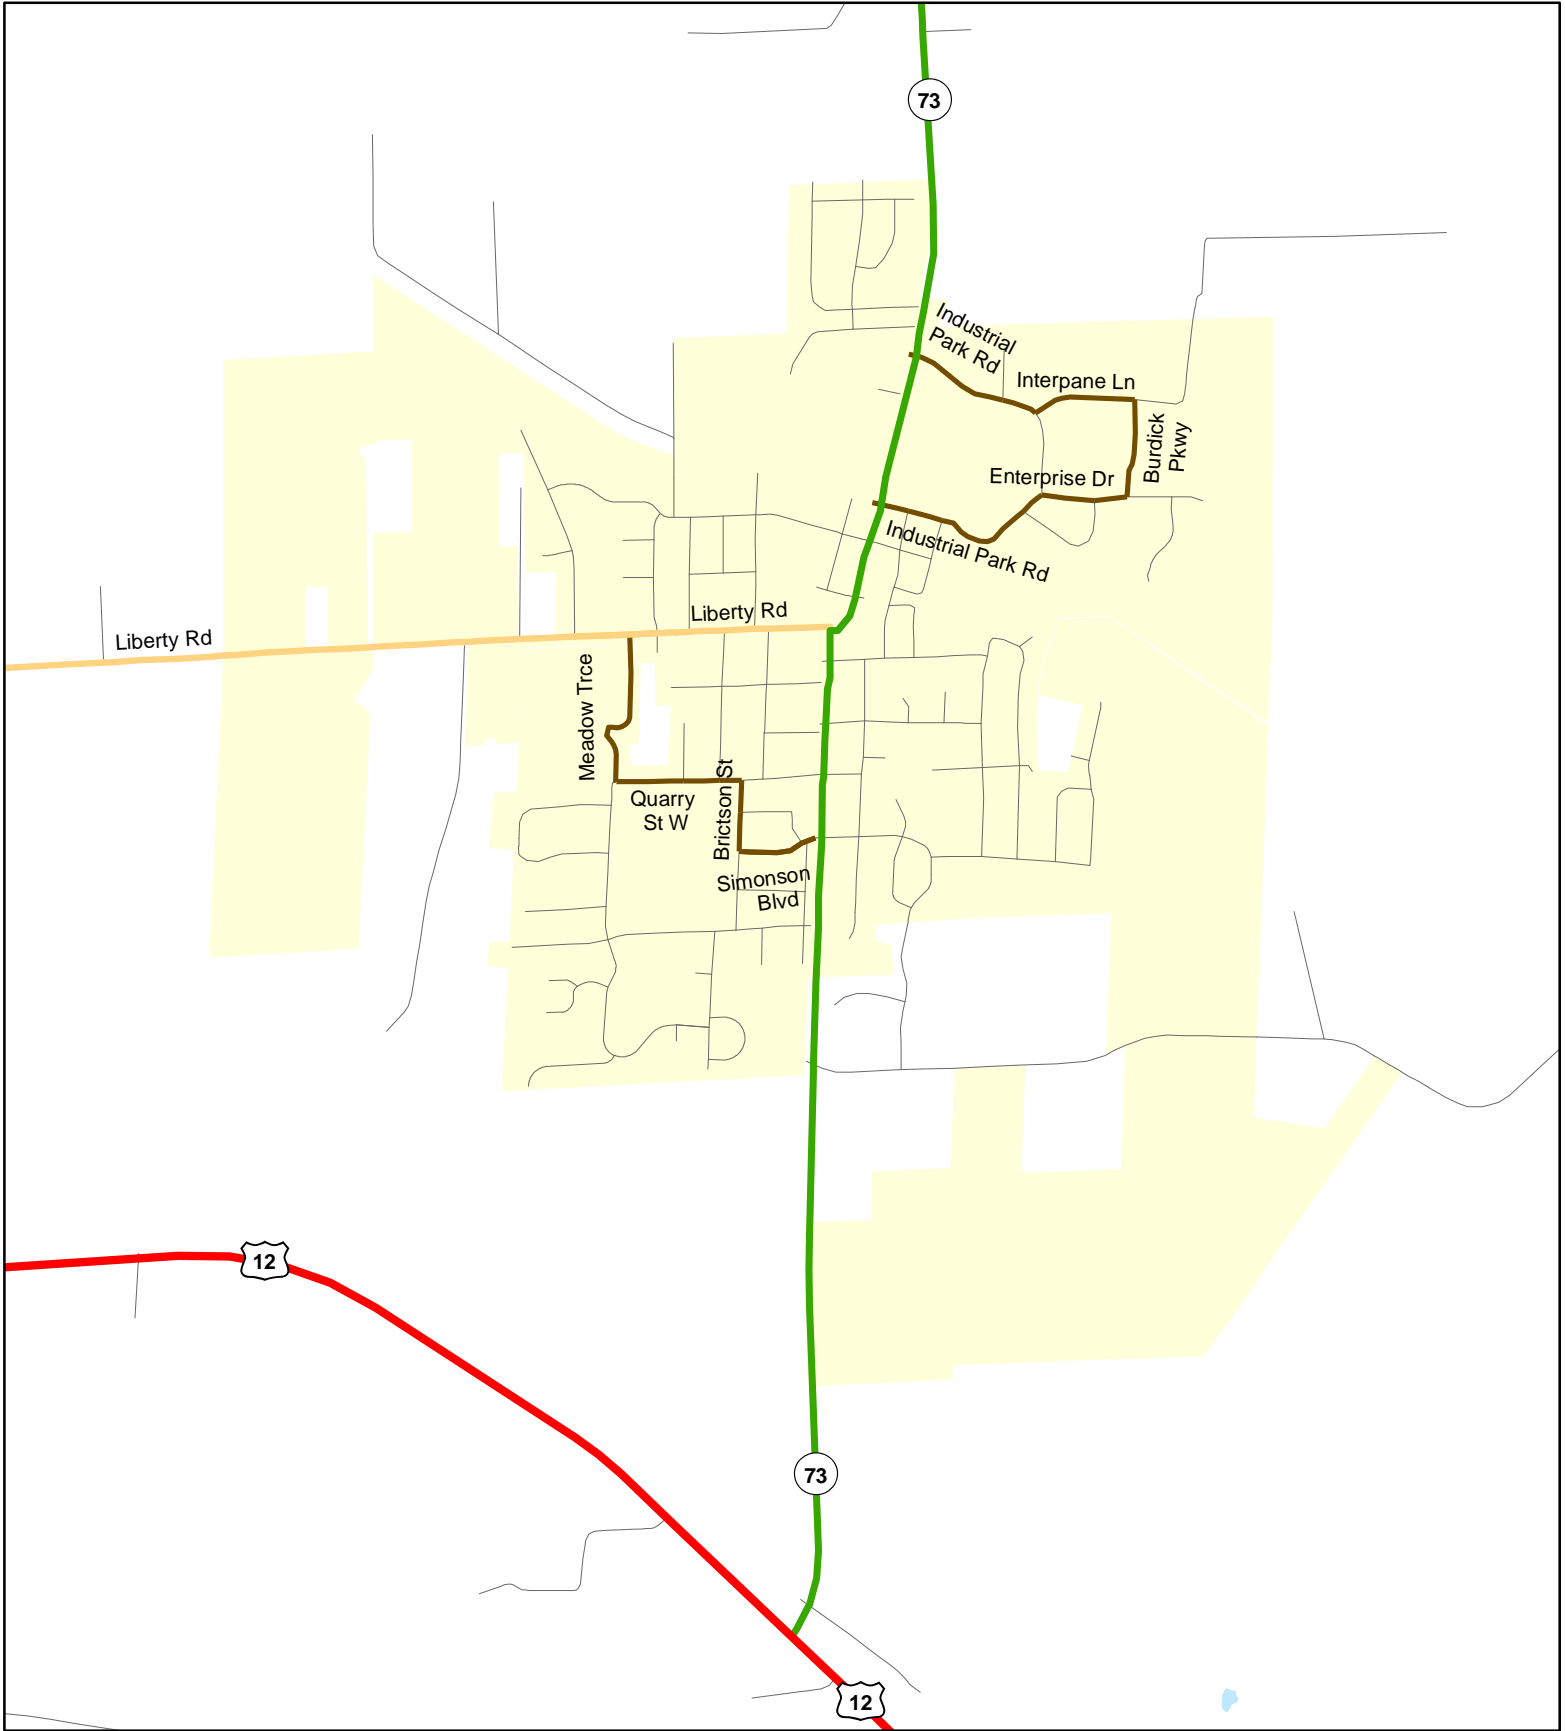 73
Industrial
Park Rd
Interpane Ln
Burdick
Pkwy
Enterprise Dr
Industrial Park Rd
Liberty Rd
Liberty Rd
Meadow Trce
Quarry
St W
Brictson St
Simonson
Blvd
12
73
12